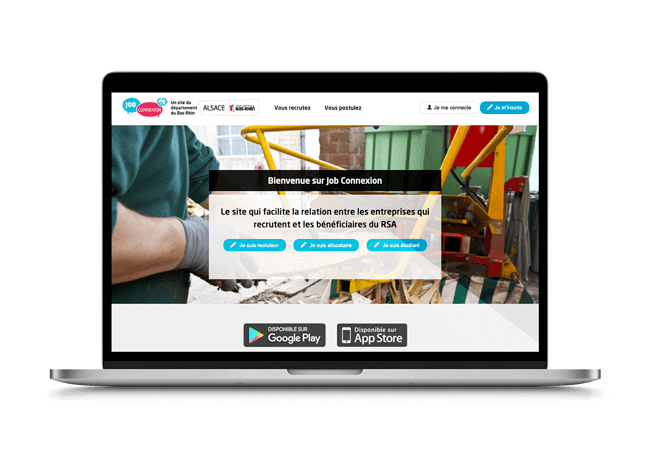 JOB
CONNEXION
Un site du
département
du Bas-Rhin
ALSACE
BAS-RHIN
Vous recrutez
Vous postulez
Je me connecte
Je m'inscris
Bienvenue sur Job Connexion
Le site qui facilite la relation entre les entreprises qui
recrutent et les bénéficiaires du RSA
Je suis recruteur
Je suis allocataire
Je suis étudiant
DISPONIBLE SUR
Google Play
Disponible sur
App Store